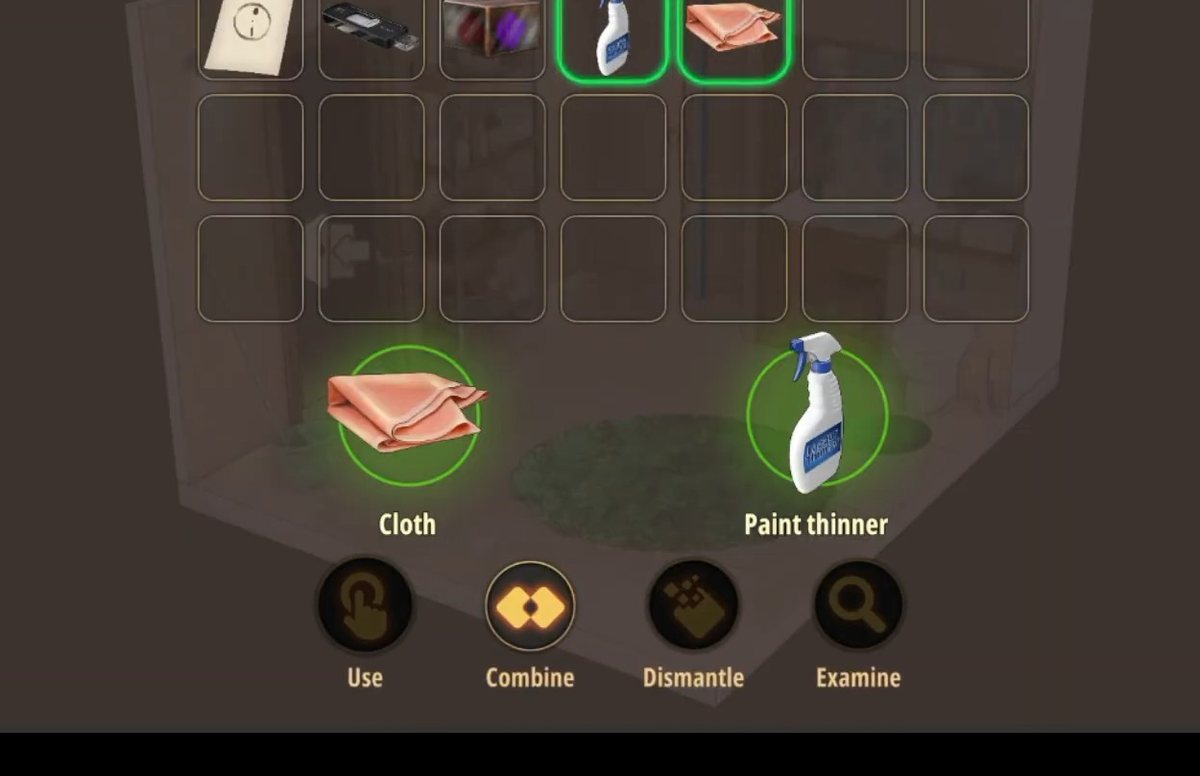 Cloth
Paint thinner
Use
Combine
Dismantle
Examine